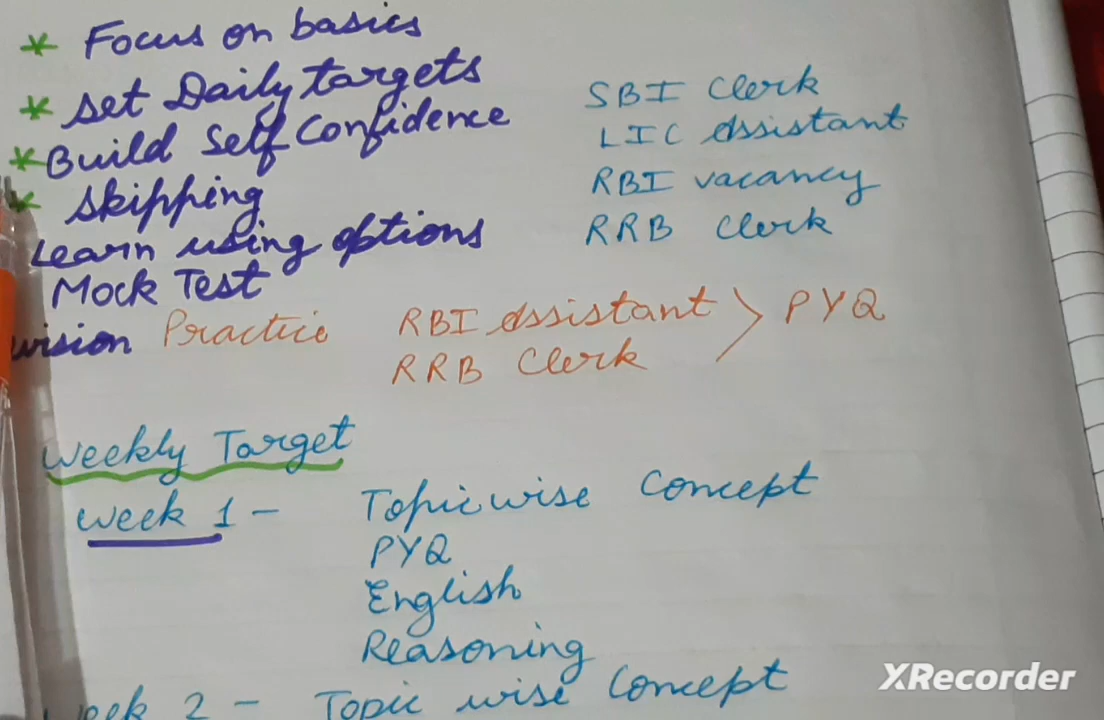 * Focus on basics
* Set Daily targets
* Build Self Confidence
* Skipping
Learn using options
Mock Test
SBI Clerk
LIC Assistant
RBI vacancy
RRB Clerk
vision Practice RBI Assistant > PYQ
RRB Clerk
Weekly Target
Week 1 - Topic wise Concept
PYQ
English
Reasoning
eek 2 - Topic wise Concept
XRecorder